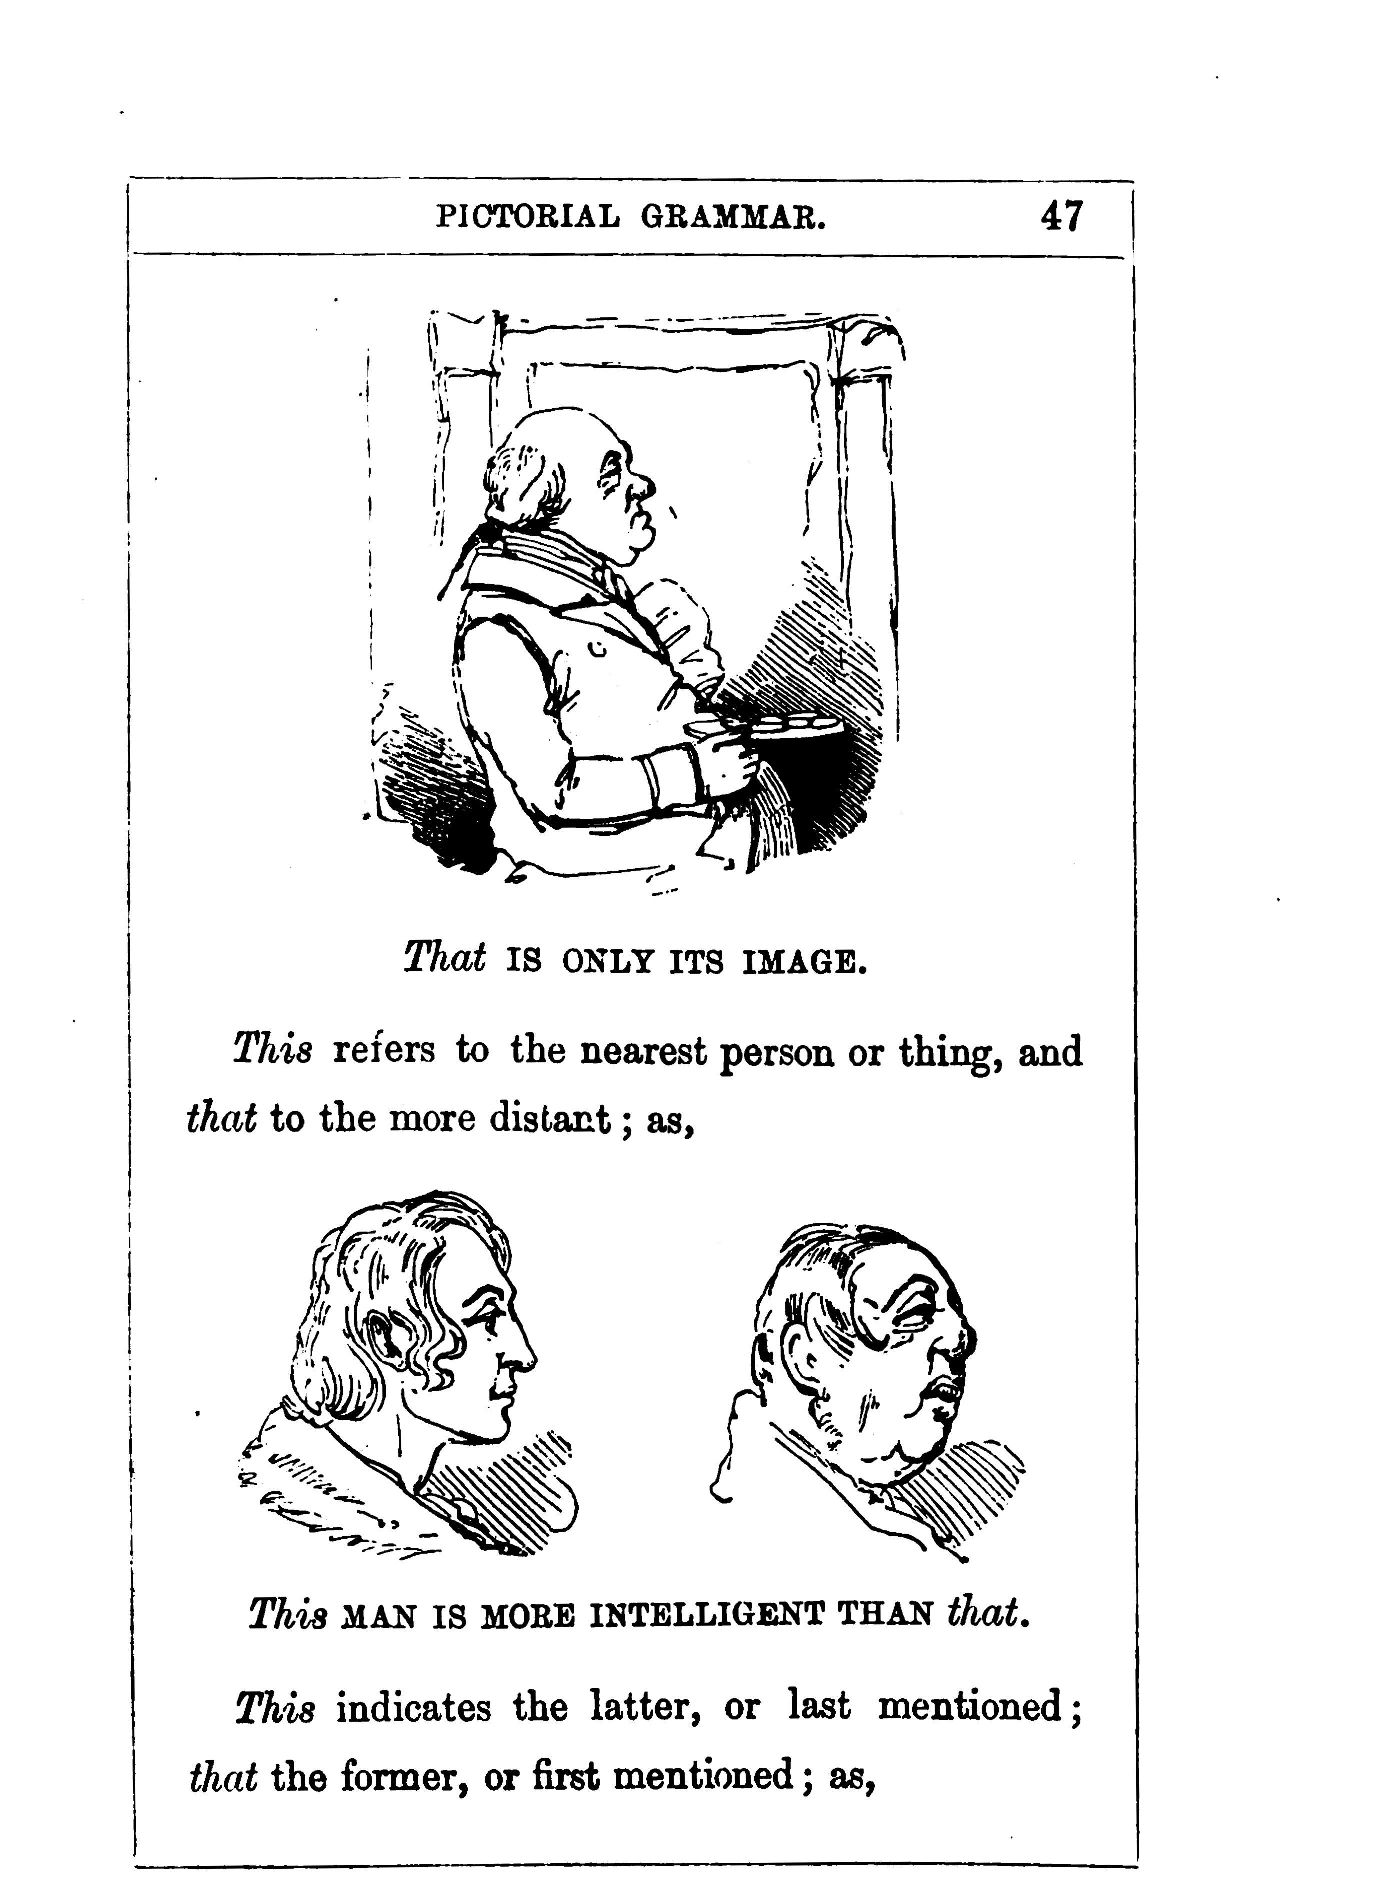 PICTORIAL GRAMMAR. 47
That IS ONLY ITS IMAGE.
This refers to the nearest person or thing, and
that to the more distant ; as,
This MAN IS MORE INTELLIGENT THAN that.
This indicates the latter, or last mentioned ;
that the former, or first mentioned ; as,